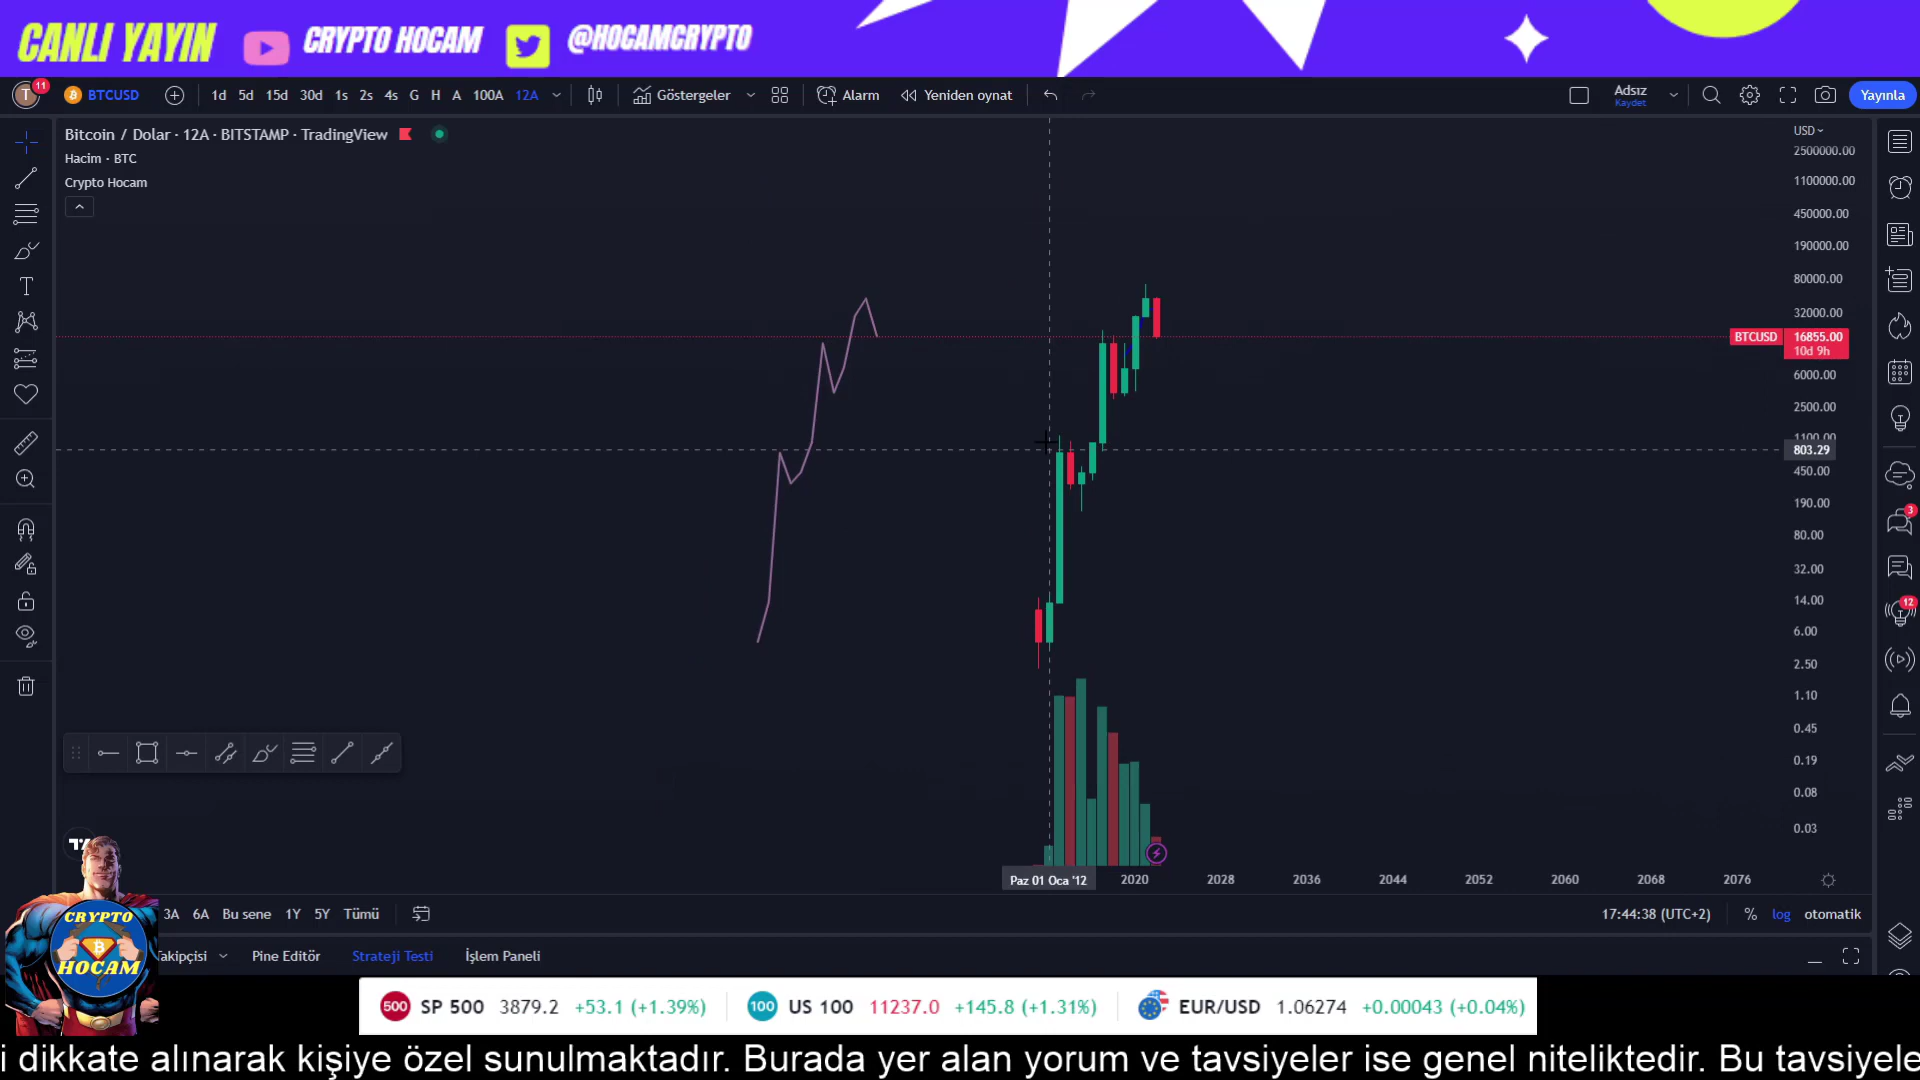 CANLI YAYIN CRYPTO HOCAM @HOCAMCRYPTO
T 11 BTCUSD 1d 5d 15d 30d 1s 2s 4s G H A 100A 12A Göstergeler Alarm Yeniden oynat Adsız Kaydet Yayınla
Bitcoin / Dolar · 12A · BITSTAMP · TradingView
Hacim · BTC
Crypto Hocam
USD
2500000.00
1100000.00
450000.00
190000.00
80000.00
32000.00
BTCUSD 16855.00
10d 9h
6000.00
2500.00
1100.00
803.29
450.00
190.00
80.00
32.00
14.00
6.00
2.50
1.10
0.45
0.19
0.08
0.03
3
12
Paz 01 Oca '12 2020 2028 2036 2044 2052 2060 2068 2076
3A 6A Bu sene 1Y 5Y Tümü 17:44:38 (UTC+2) % log otomatik
Takipçisi Pine Editör Strateji Testi İşlem Paneli
CRYPTO
HOCAM
500 SP 500 3879.2 +53.1 (+1.39%) 100 US 100 11237.0 +145.8 (+1.31%) EUR/USD 1.06274 +0.00043 (+0.04%)
i dikkate alınarak kişiye özel sunulmaktadır. Burada yer alan yorum ve tavsiyeler ise genel niteliktedir. Bu tavsiyele